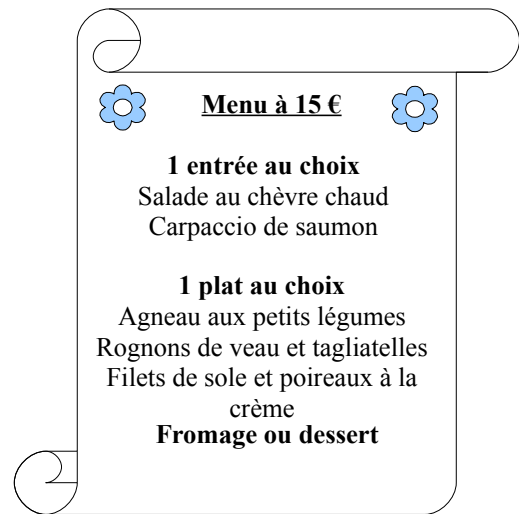 Menu à 15 €
1 entrée au choix
Salade au chèvre chaud
Carpaccio de saumon
1 plat au choix
Agneau aux petits légumes
Rognons de veau et tagliatelles
Filets de sole et poireaux à la
crème
Fromage ou dessert